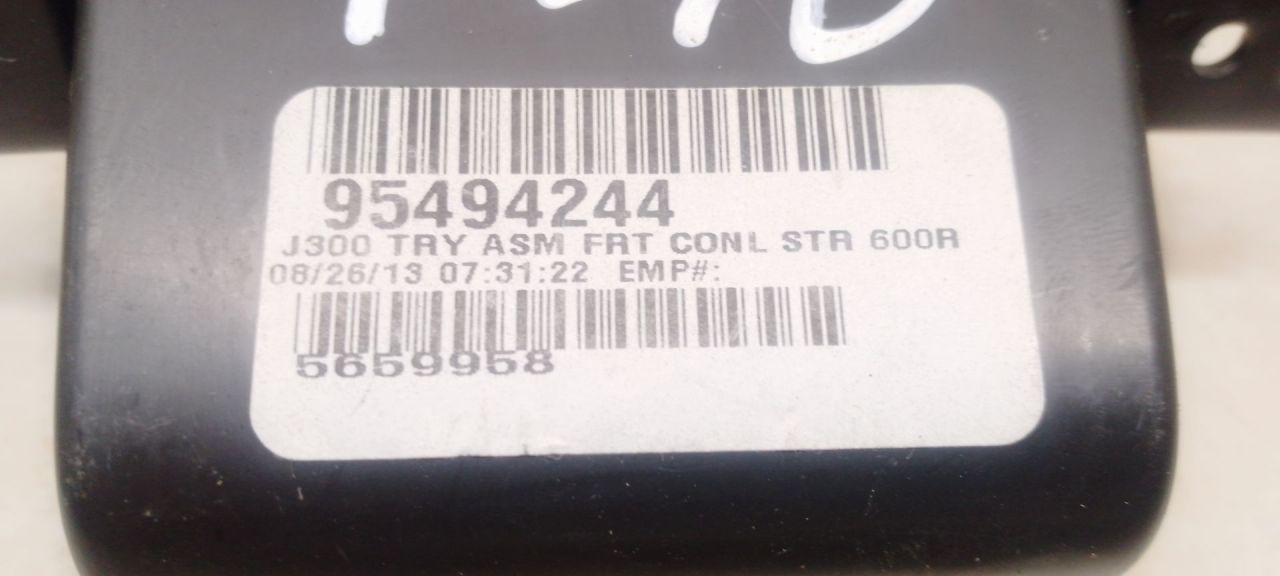 95494244
J300 TRY ASM FRT CONL STR 600R
08/26/13 07:31:22 EMP#:
5659958